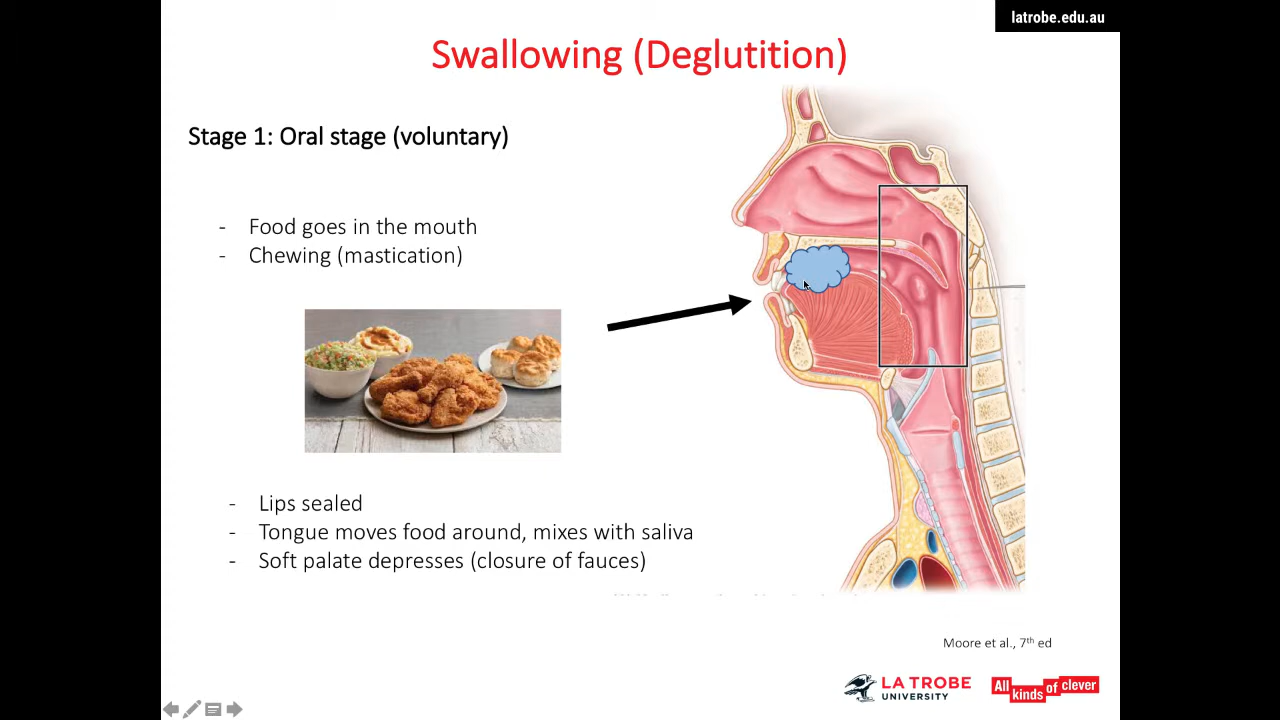 latrobe.edu.au
Swallowing (Deglutition)
Stage 1: Oral stage (voluntary)
- Food goes in the mouth
- Chewing (mastication)
- Lips sealed
- Tongue moves food around, mixes with saliva
- Soft palate depresses (closure of fauces)
Moore et al., 7th ed
LA TROBE
UNIVERSITY
All kinds of clever